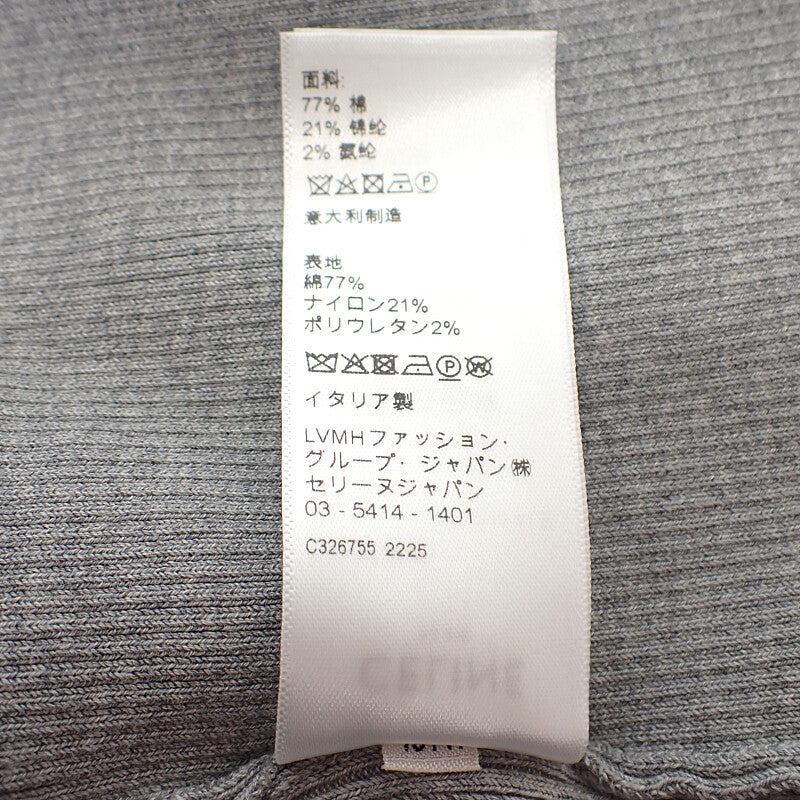 面料:
77% 棉
21% 锦纶
2% 氨纶
P
意大利制造
表地
綿77%
ナイロン21%
ポリウレタン2%
P W
イタリア製
LVMHファッション・
グループ・ジャパン㈱
セリーヌジャパン
03 - 5414 - 1401
C326755 2225
CELINE